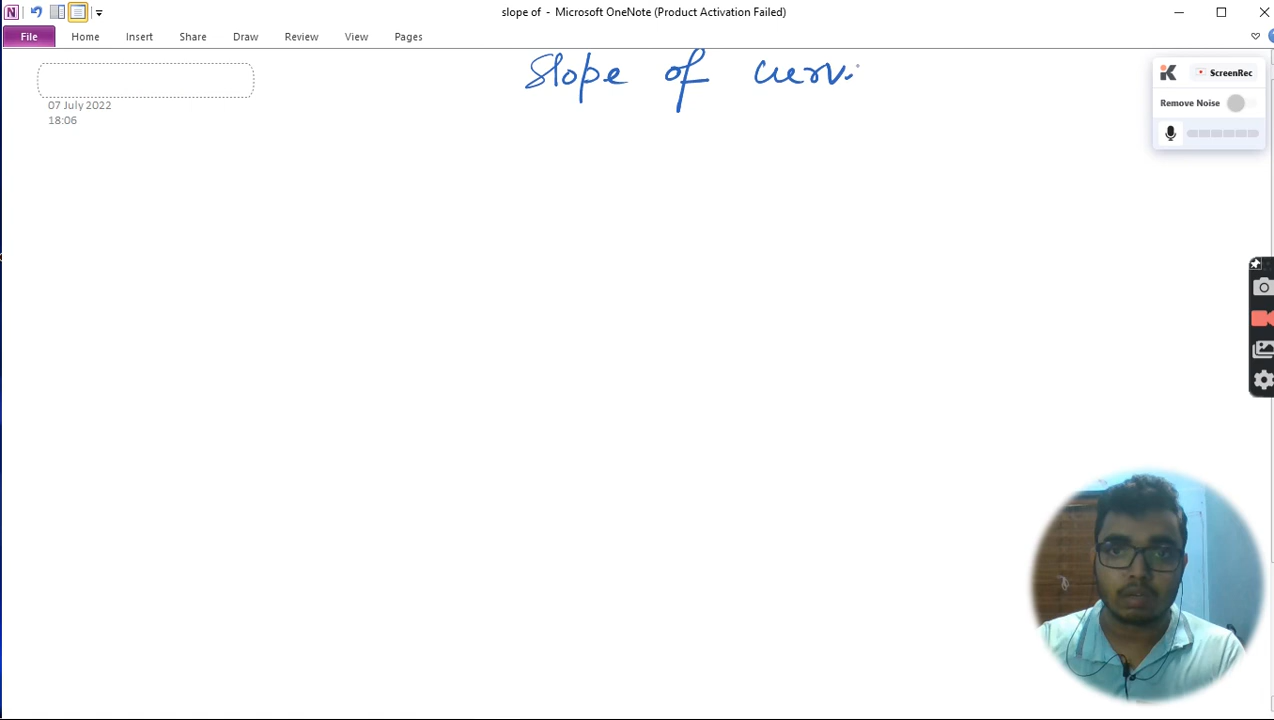 slope of - Microsoft OneNote (Product Activation Failed)
File Home Insert Share Draw Review View Pages
Slope of
07 July 2022
18:06
ScreenRec
Remove Noise